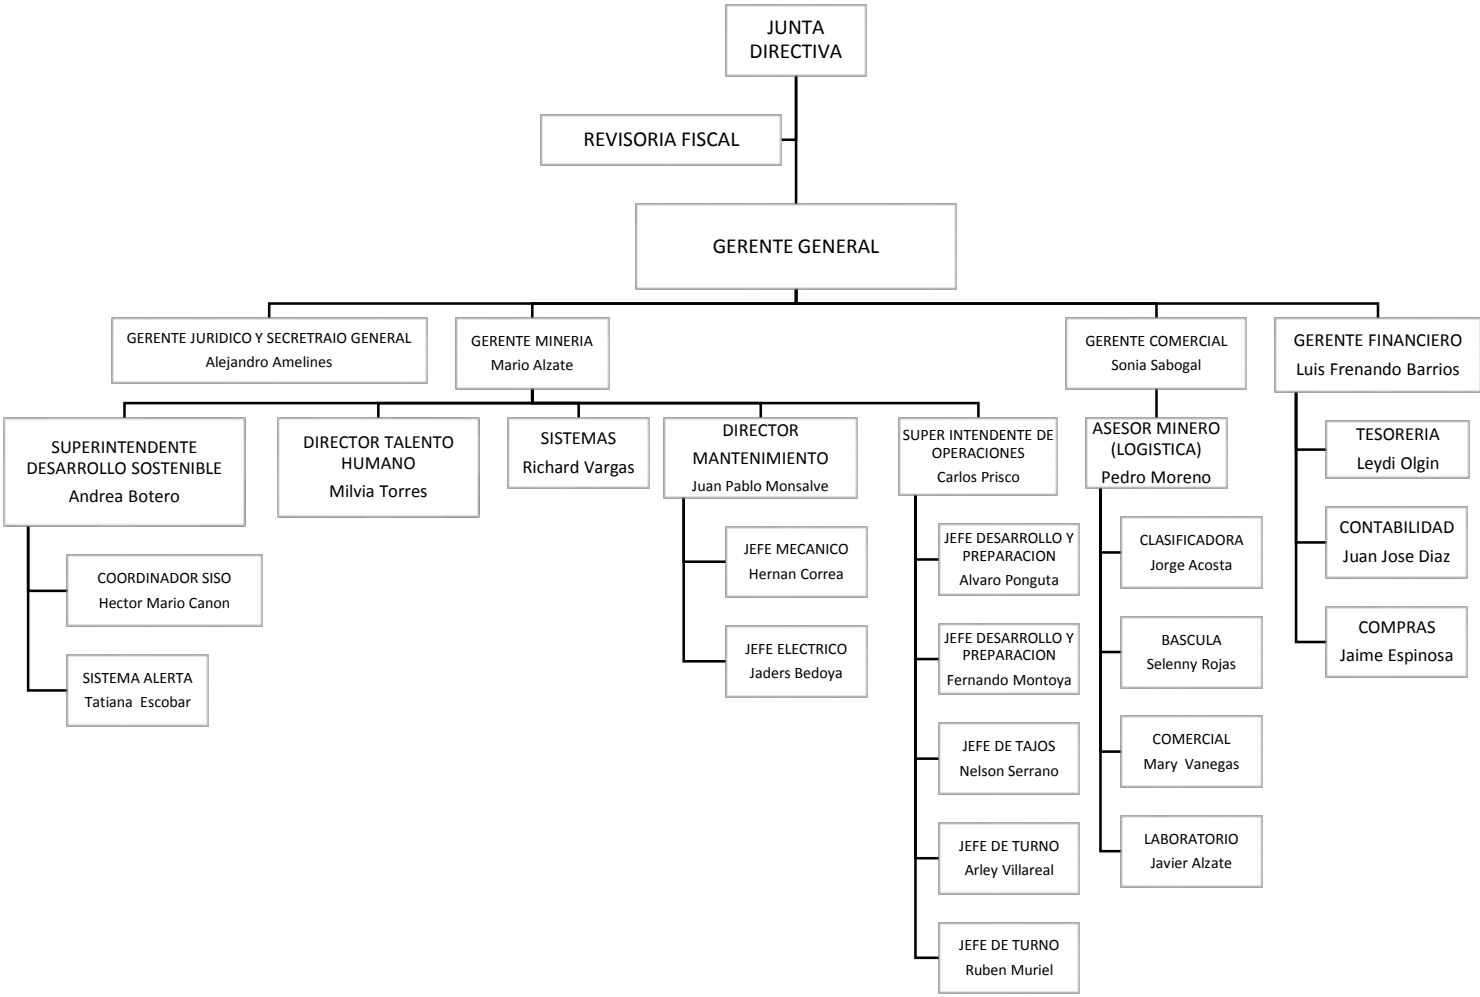 JUNTA
DIRECTIVA
REVISORIA FISCAL
GERENTE GENERAL
GERENTE JURIDICO Y SECRETRAIO GENERAL
Alejandro Amelines
GERENTE MINERIA
Mario Alzate
GERENTE COMERCIAL
Sonia Sabogal
GERENTE FINANCIERO
Luis Frenando Barrios
SUPERINTENDENTE
DESARROLLO SOSTENIBLE
Andrea Botero
DIRECTOR TALENTO
HUMANO
Milvia Torres
SISTEMAS
Richard Vargas
DIRECTOR
MANTENIMIENTO
Juan Pablo Monsalve
SUPER INTENDENTE DE
OPERACIONES
Carlos Prisco
ASESOR MINERO
(LOGISTICA)
Pedro Moreno
TESORERIA
Leydi Olgin
CONTABILIDAD
Juan Jose Diaz
COMPRAS
Jaime Espinosa
COORDINADOR SISO
Hector Mario Canon
SISTEMA ALERTA
Tatiana Escobar
JEFE MECANICO
Hernan Correa
JEFE ELECTRICO
Jaders Bedoya
JEFE DESARROLLO Y
PREPARACION
Alvaro Ponguta
JEFE DESARROLLO Y
PREPARACION
Fernando Montoya
JEFE DE TAJOS
Nelson Serrano
JEFE DE TURNO
Arley Villareal
JEFE DE TURNO
Ruben Muriel
CLASIFICADORA
Jorge Acosta
BASCULA
Selenny Rojas
COMERCIAL
Mary Vanegas
LABORATORIO
Javier Alzate